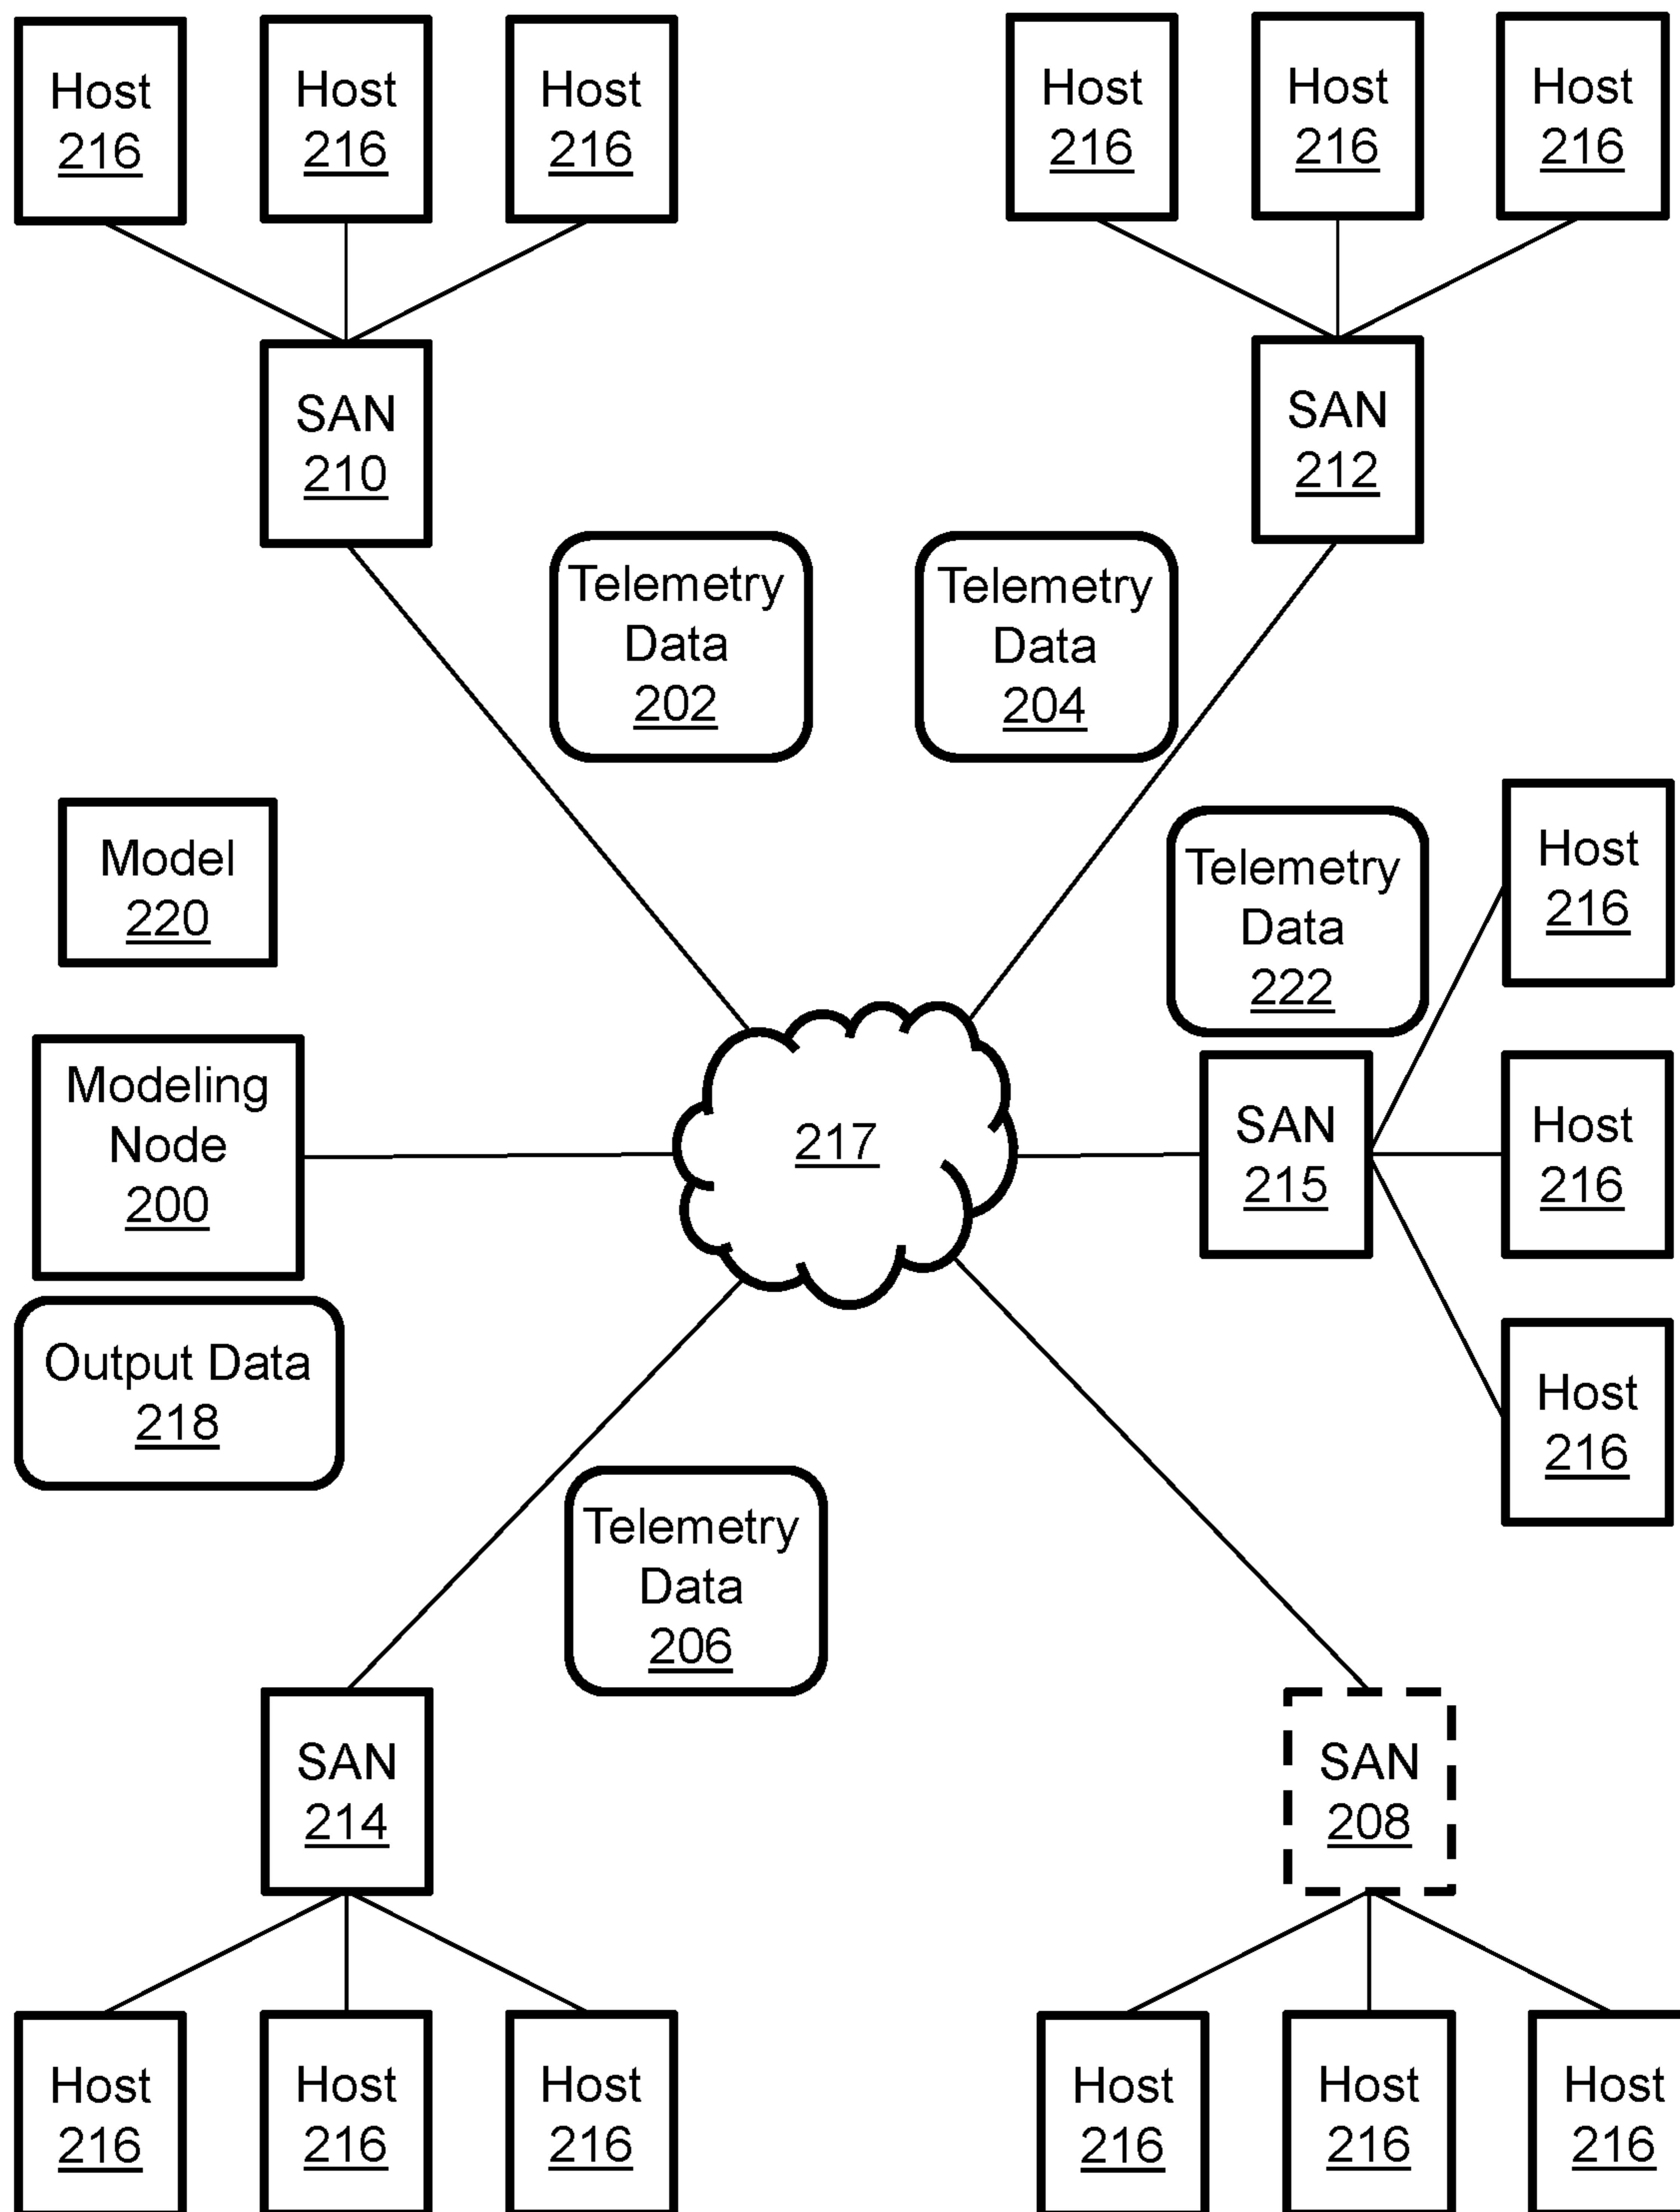 Host
216
Host
216
Host
216
Host
216
Host
216
Host
216
SAN
210
SAN
212
Telemetry
Data
202
Telemetry
Data
204
Model
220
Telemetry
Data
222
Host
216
Modeling
Node
200
217
SAN
215
Host
216
Output Data
218
Host
216
Telemetry
Data
206
SAN
214
SAN
208
Host
216
Host
216
Host
216
Host
216
Host
216
Host
216